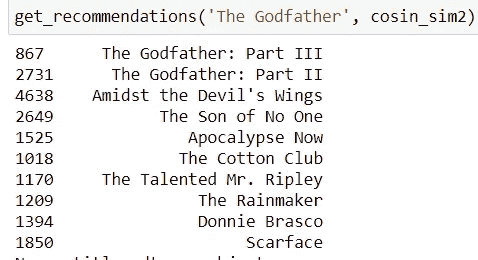 get_recommendations('The Godfather', cosin_sim2)
867 The Godfather: Part III
2731 The Godfather: Part II
4638 Amidst the Devil's Wings
2649 The Son of No One
1525 Apocalypse Now
1018 The Cotton Club
1170 The Talented Mr. Ripley
1209 The Rainmaker
1394 Donnie Brasco
1850 Scarface